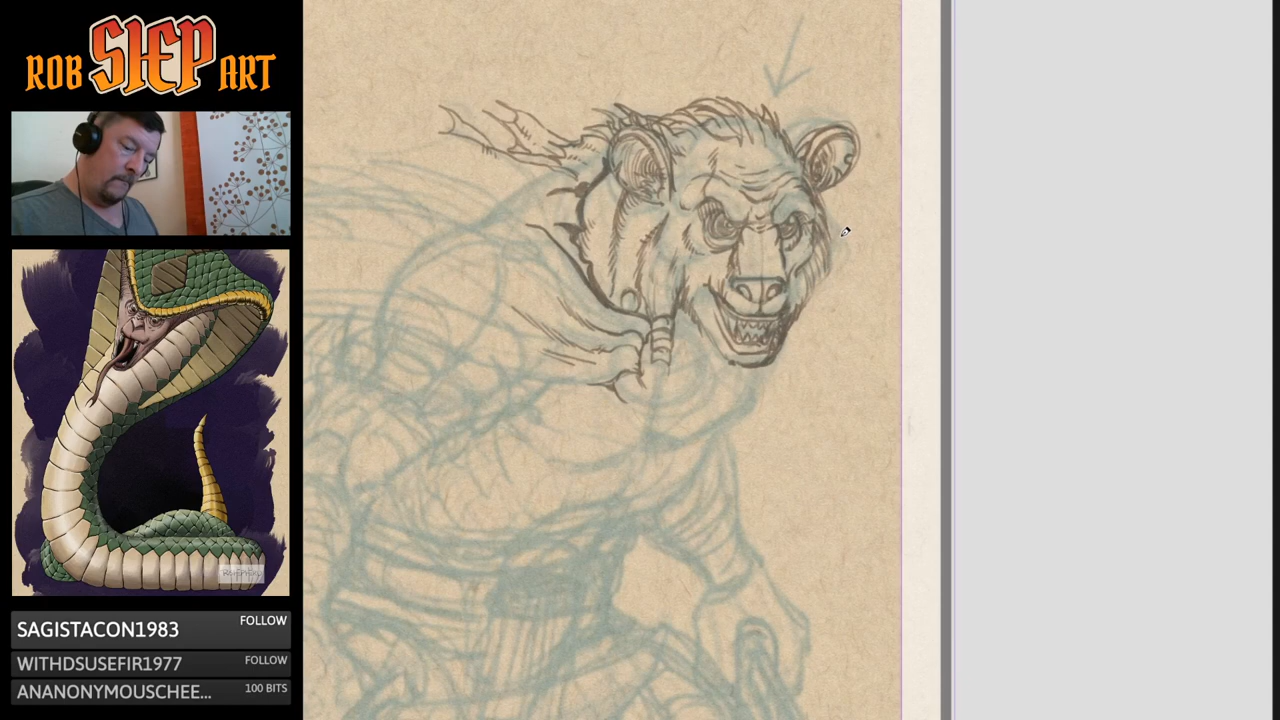 ROB SIEP ART
SAGISTACON1983 FOLLOW
WITHDSUSEFIR1977 FOLLOW
ANANONYMOUSCHEE... 100 BITS